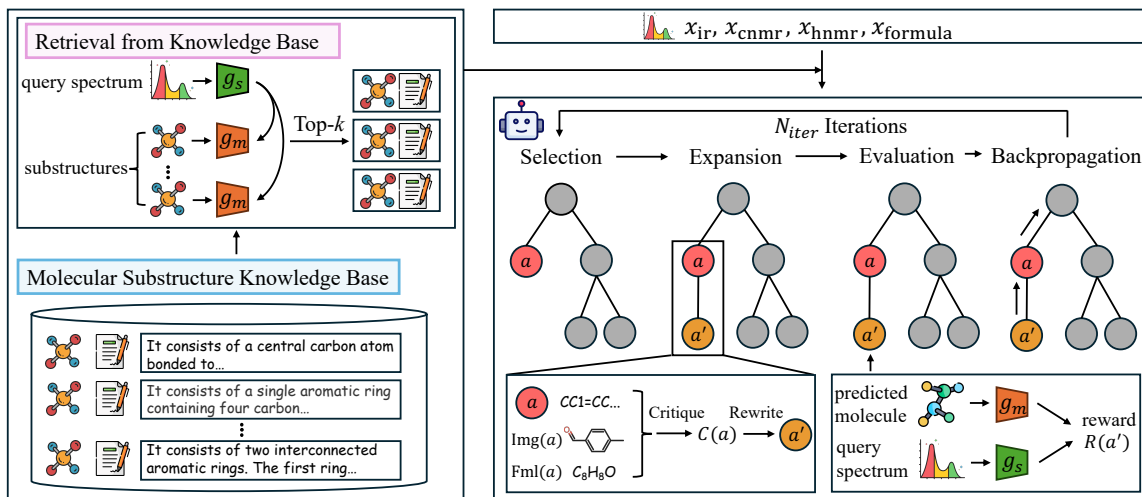 Retrieval from Knowledge Base
query spectrum
g_s
substructures
g_m
⋮
g_m
Top-k
Molecular Substructure Knowledge Base
It consists of a central carbon atom
bonded to...
It consists of a single aromatic ring
containing four carbon...
⋮
It consists of two interconnected
aromatic rings. The first ring...
x_ir, x_cnmr, x_hnmr, x_formula
N_iter Iterations
Selection
Expansion
Evaluation
Backpropagation
a
a
a'
a
a'
a
a'
a
CC1=CC...
Img(a)
O
Fml(a)
C₈H₈O
Critique
C(a)
Rewrite
a'
predicted
molecule
g_m
query
spectrum
g_s
reward
R(a')